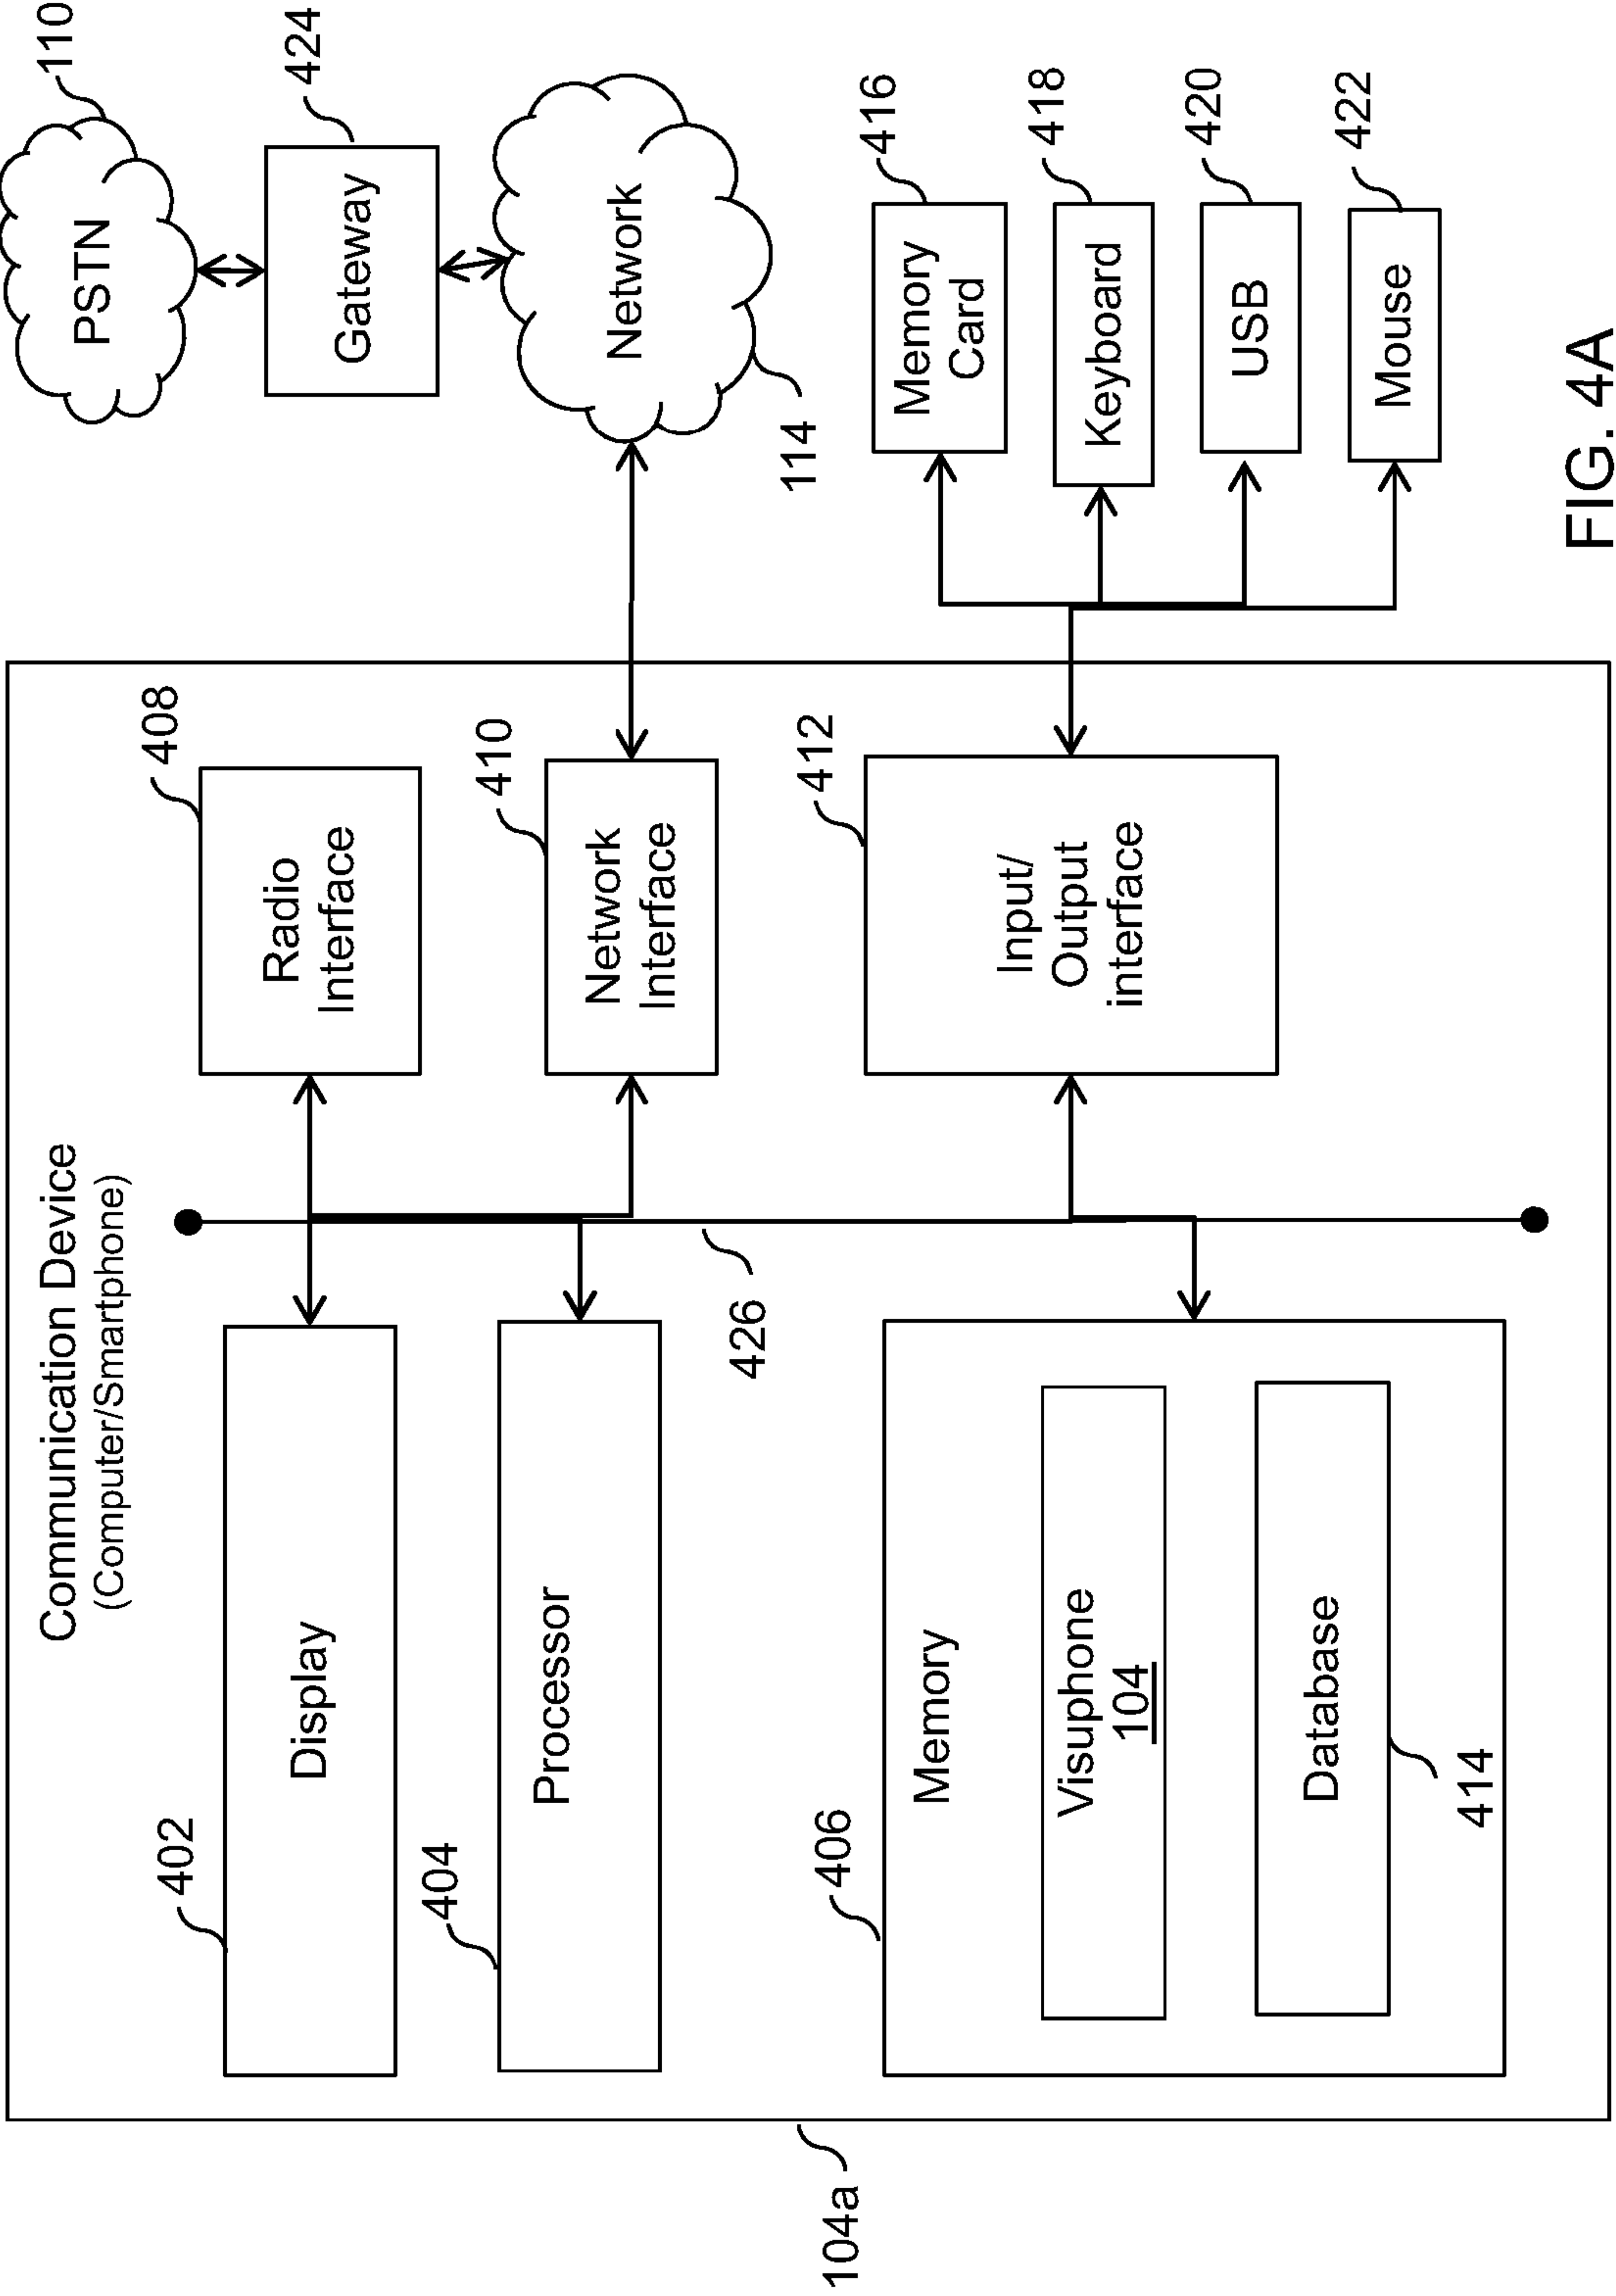 Communication Device
(Computer/Smartphone)
402
Display
408
Radio
Interface
110
PSTN
424
Gateway
404
Processor
410
Network
Interface
Network
114
426
406
Memory
Visuphone
104
Database
414
412
Input/
Output
interface
416
Memory
Card
418
Keyboard
420
USB
422
Mouse
104a
FIG. 4A